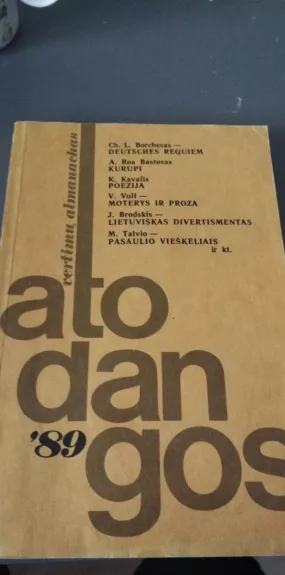 vertimų almanachas
Ch. L. Borchesas —
DEUTSCHES REQUIEM
A. Roa Bastosas
KURUPI
K. Kavafis
POEZIJA
V. Vulf —
MOTERYS IR PROZA
J. Brodskis —
LIETUVIŠKAS DIVERTISMENTAS
M. Talvio —
PASAULIO VIEŠKELIAIS
ir kt.
ato
dan
'89
gos